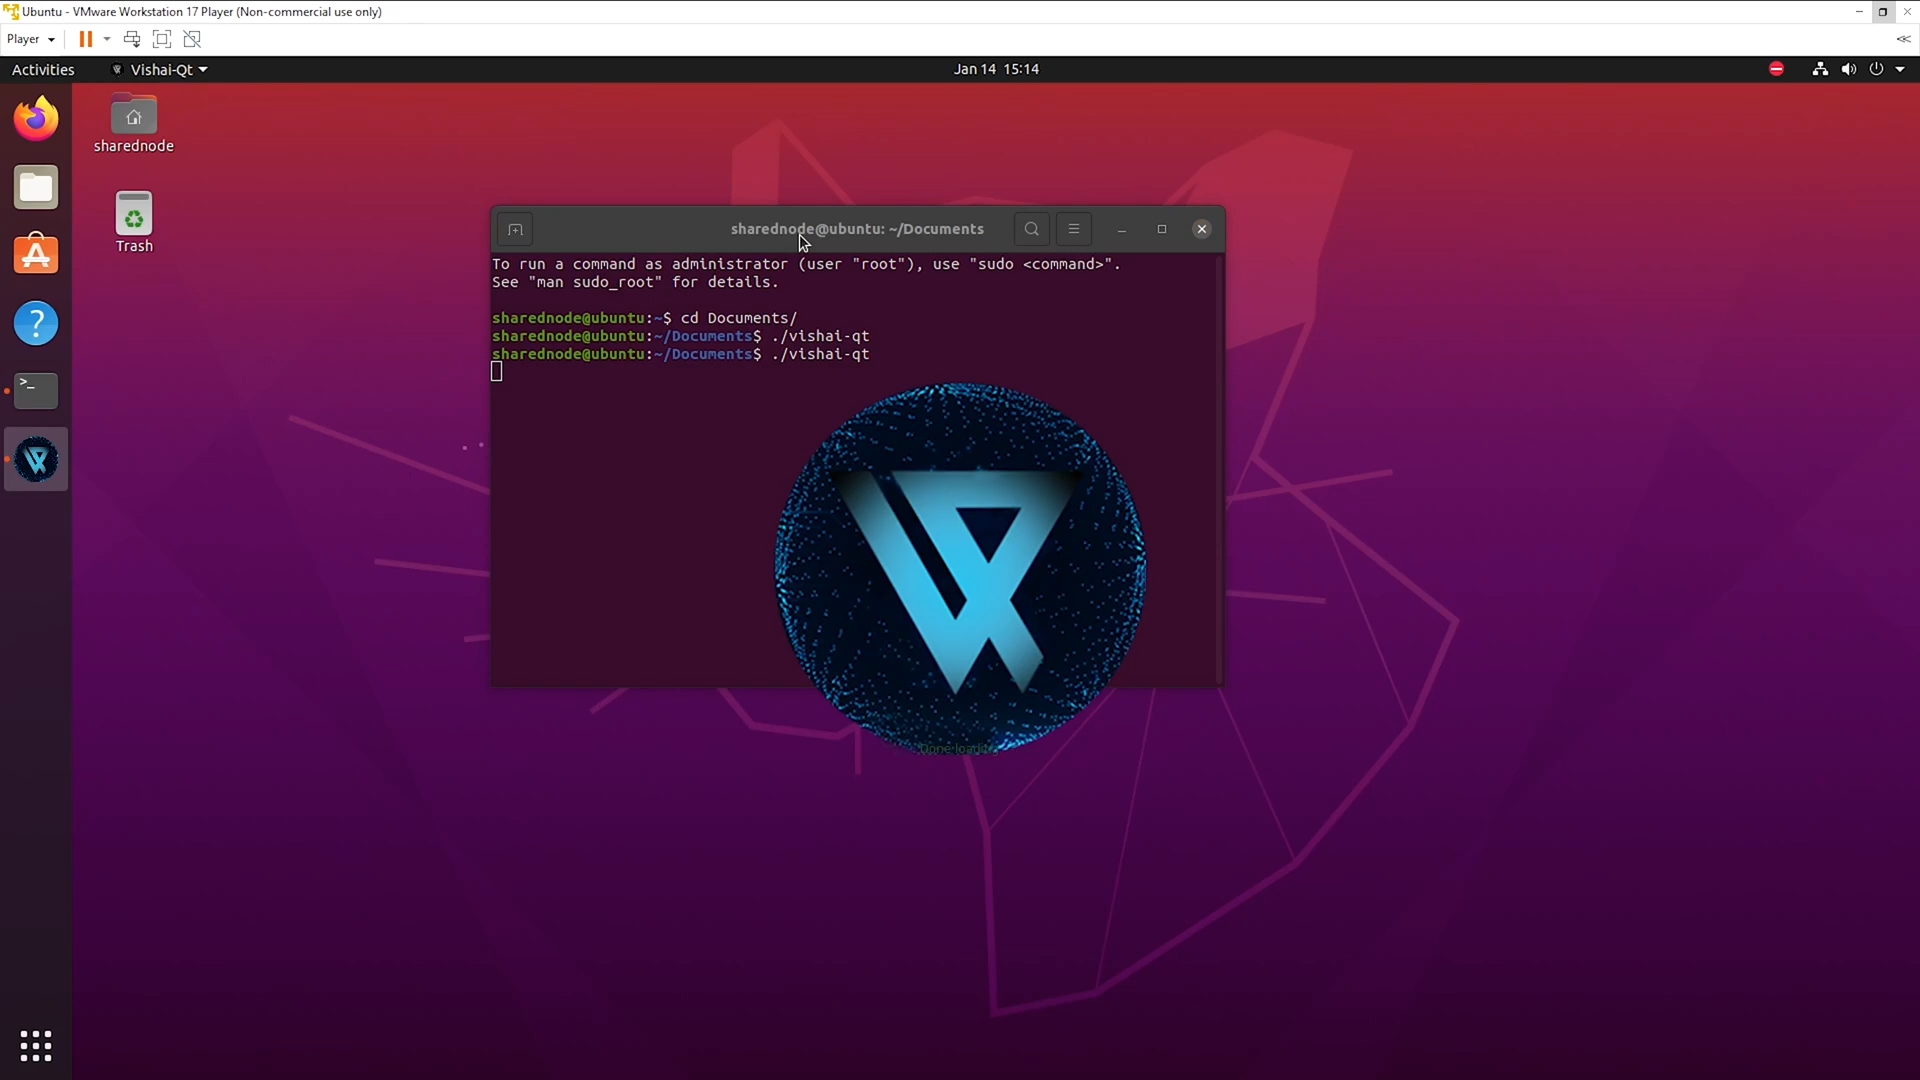 Ubuntu - VMware Workstation 17 Player (Non-commercial use only)
Player
Activities
Vishai-Qt
Jan 14 15:14
sharednode
Trash
sharednode@ubuntu: ~/Documents
To run a command as administrator (user "root"), use "sudo <command>".
See "man sudo_root" for details.
sharednode@ubuntu:~$ cd Documents/
sharednode@ubuntu:~/Documents$ ./vishai-qt
sharednode@ubuntu:~/Documents$ ./vishai-qt
Done loading